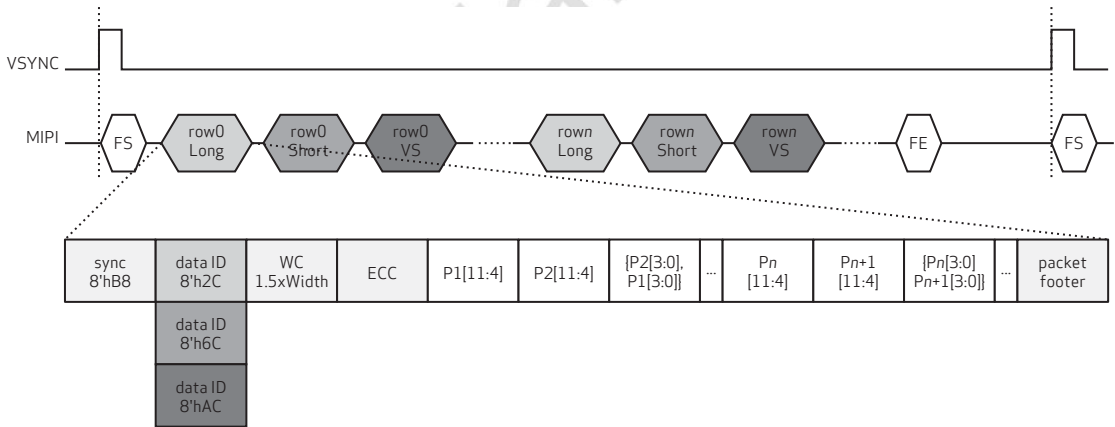 VSYNC
MIPI
FS
row0
Long
row0
Short
row0
VS
rown
Long
rown
Short
rown
VS
FE
FS
sync
8'hB8
data ID
8'h2C
WC
1.5xWidth
ECC
P1[11:4]
P2[11:4]
{P2[3:0],
P1[3:0]}
...
Pn
[11:4]
Pn+1
[11:4]
{Pn[3:0]
Pn+1[3:0]}
...
packet
footer
data ID
8'h6C
data ID
8'hAC